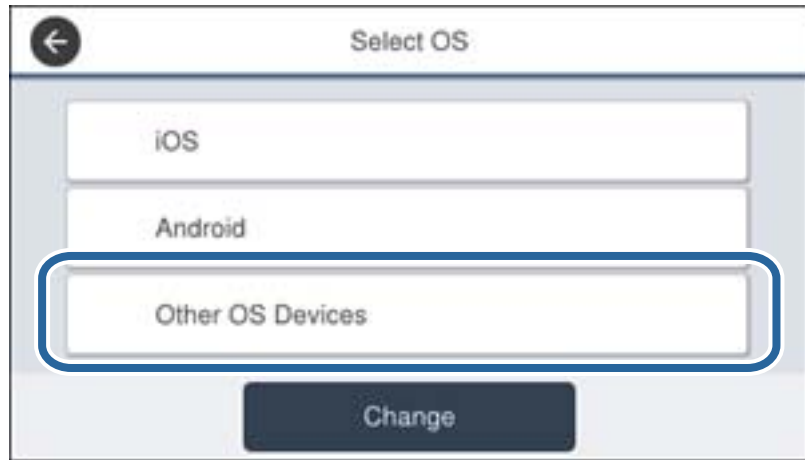 Select OS
iOS
Android
Other OS Devices
Change